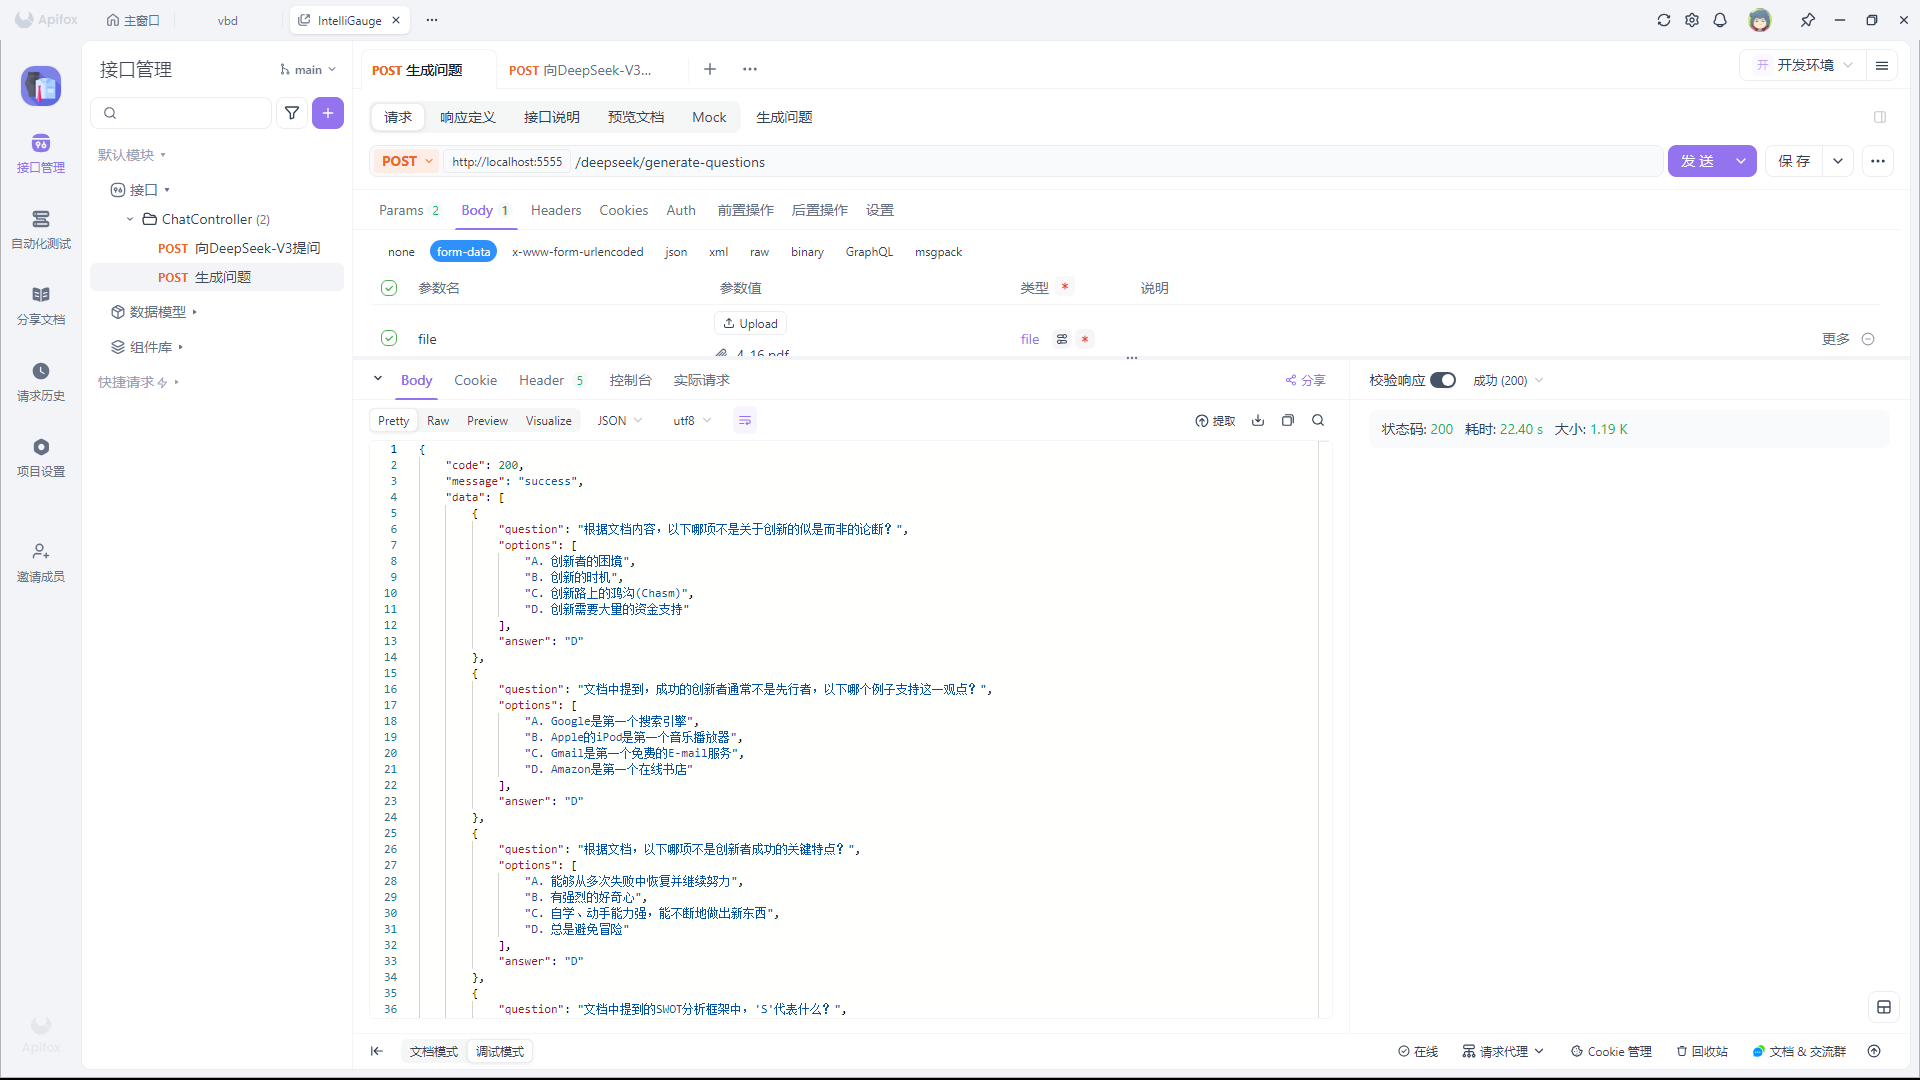 Apifox
主窗口
vbd
IntelliGauge
接口管理
main
接口管理
自动化测试
分享文档
请求历史
项目设置
邀请成员
Apifox
默认模块
接口
ChatController (2)
POST 向DeepSeek-V3提问
POST 生成问题
数据模型
组件库
快捷请求
POST 生成问题
POST 向DeepSeek-V3...
开 开发环境
请求 响应定义 接口说明 预览文档 Mock 生成问题
POST http://localhost:5555 /deepseek/generate-questions
发 送
保 存
Params 2 Body 1 Headers Cookies Auth 前置操作 后置操作 设置
none form-data x-www-form-urlencoded json xml raw binary GraphQL msgpack
参数名 参数值 类型 * 说明
Upload
file
4_16.pdf
file * 更多
Body Cookie Header 5 控制台 实际请求 分享
Pretty Raw Preview Visualize JSON utf8 提取
1 {
2 "code": 200,
3 "message": "success",
4 "data": [
5 {
6 "question": "根据文档内容，以下哪项不是关于创新的似是而非的论断？",
7 "options": [
8 "A. 创新者的困境",
9 "B. 创新的时机",
10 "C. 创新路上的鸿沟(Chasm)",
11 "D. 创新需要大量的资金支持"
12 ],
13 "answer": "D"
14 },
15 {
16 "question": "文档中提到，成功的创新者通常不是先行者，以下哪个例子支持这一观点？",
17 "options": [
18 "A. Google是第一个搜索引擎",
19 "B. Apple的iPod是第一个音乐播放器",
20 "C. Gmail是第一个免费的E-mail服务",
21 "D. Amazon是第一个在线书店"
22 ],
23 "answer": "D"
24 },
25 {
26 "question": "根据文档，以下哪项不是创新者成功的关键特点？",
27 "options": [
28 "A. 能够从多次失败中恢复并继续努力",
29 "B. 有强烈的好奇心",
30 "C. 自学、动手能力强，能不断地做出新东西",
31 "D. 总是避免冒险"
32 ],
33 "answer": "D"
34 },
35 {
36 "question": "文档中提到的SWOT分析框架中，'S'代表什么？",
校验响应 成功 (200)
状态码: 200 耗时: 22.40 s 大小: 1.19 K
文档模式 调试模式
在线 请求代理 Cookie 管理 回收站 文档 & 交流群